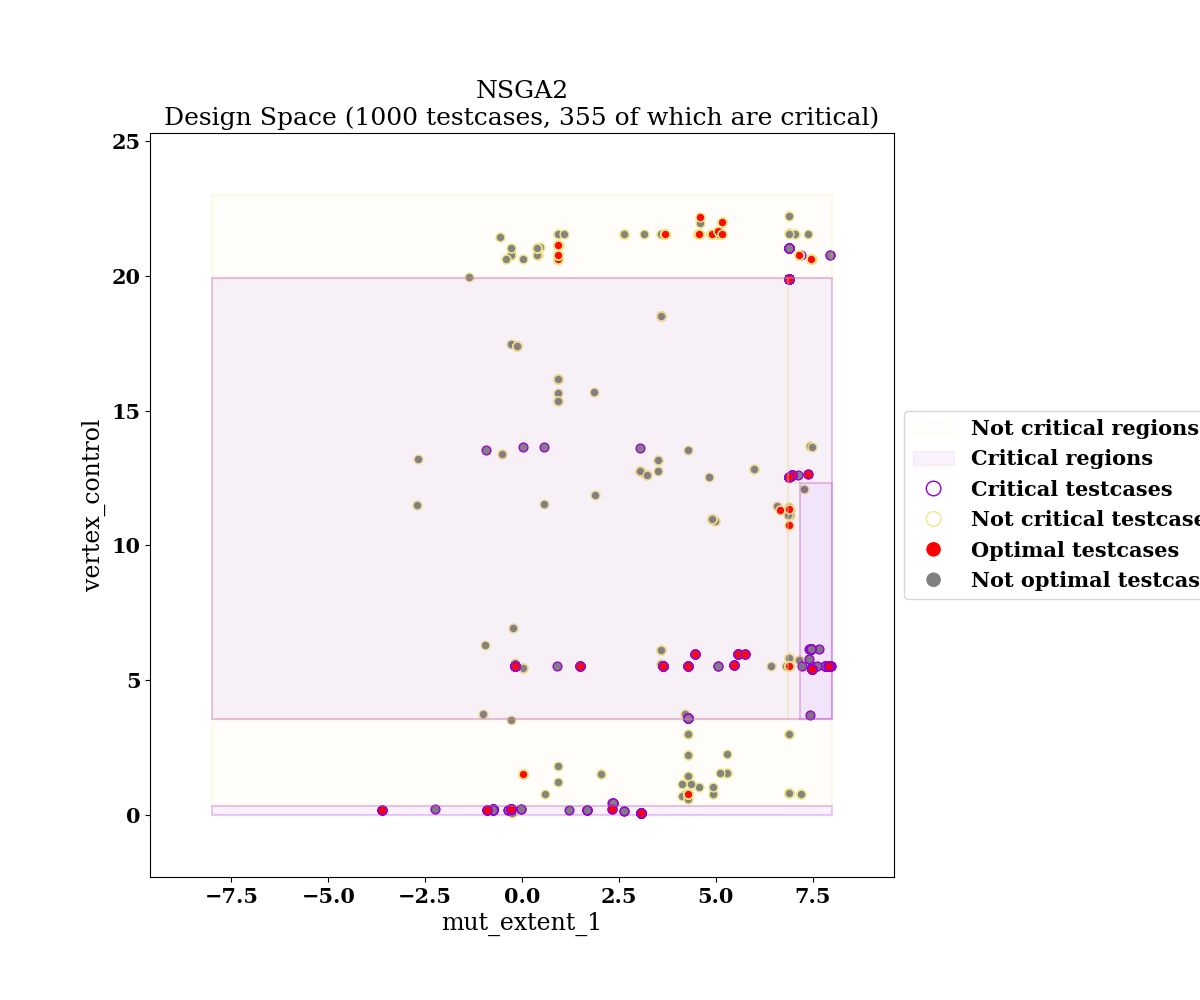 NSGA2
Design Space (1000 testcases, 355 of which are critical)
25
20
15
10
5
0
vertex_control
−7.5
−5.0
−2.5
0.0
2.5
5.0
7.5
mut_extent_1
Not critical regions
Critical regions
Critical testcases
Not critical testcase
Optimal testcases
Not optimal testcas